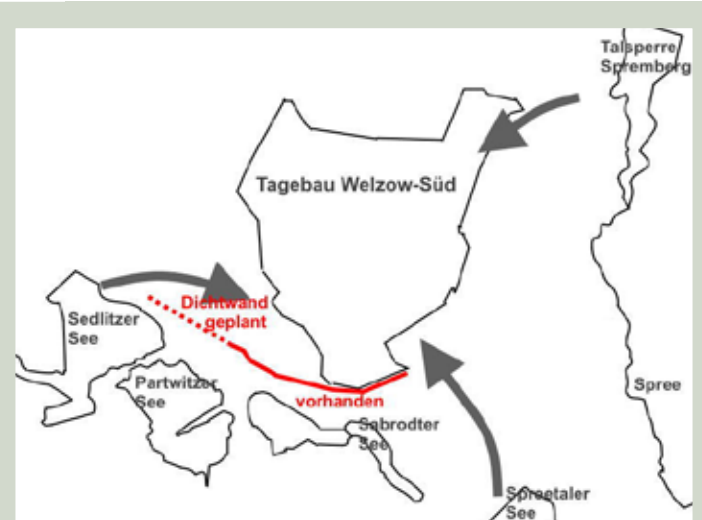 Talsperre
Spremberg
Tagebau Welzow-Süd
Dichtwand
geplant
Sedlitzer
See
Partwitzer
See
vorhanden
Sabrodter
See
Spree
Spreetaler
See